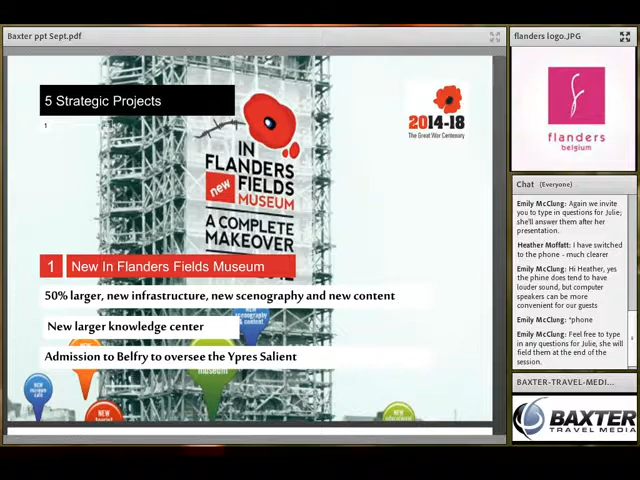 Baxter ppt Sept.pdf
5 Strategic Projects
1
2014-18
The Great War Centenary
IN
FLANDERS
new FIELDS
MUSEUM
A COMPLETE
MAKEOVER
1 New In Flanders Fields Museum
50% larger, new infrastructure, new scenography and new content
scenography
& content
New larger knowledge center
Admission to Belfry to oversee the Ypres Salient
museum
NEW
NEW
NEW
flanders logo.JPG
flanders
belgium
Chat (Everyone)
Emily McClung: Again we invite
you to type in questions for Julie;
she'll answer them after her
presentation.
Heather Moffatt: I have switched
to the phone - much clearer
Emily McClung: Hi Heather, yes
the phine does tend to have
louder sound, but computer
speakers can be more
convenient for our guests
Emily McClung: *phone
Emily McClung: Feel free to type
in any questions for Julie, she will
field them at the end of the
session.
BAXTER-TRAVEL-MEDI...
BAXTER
TRAVEL MEDIA